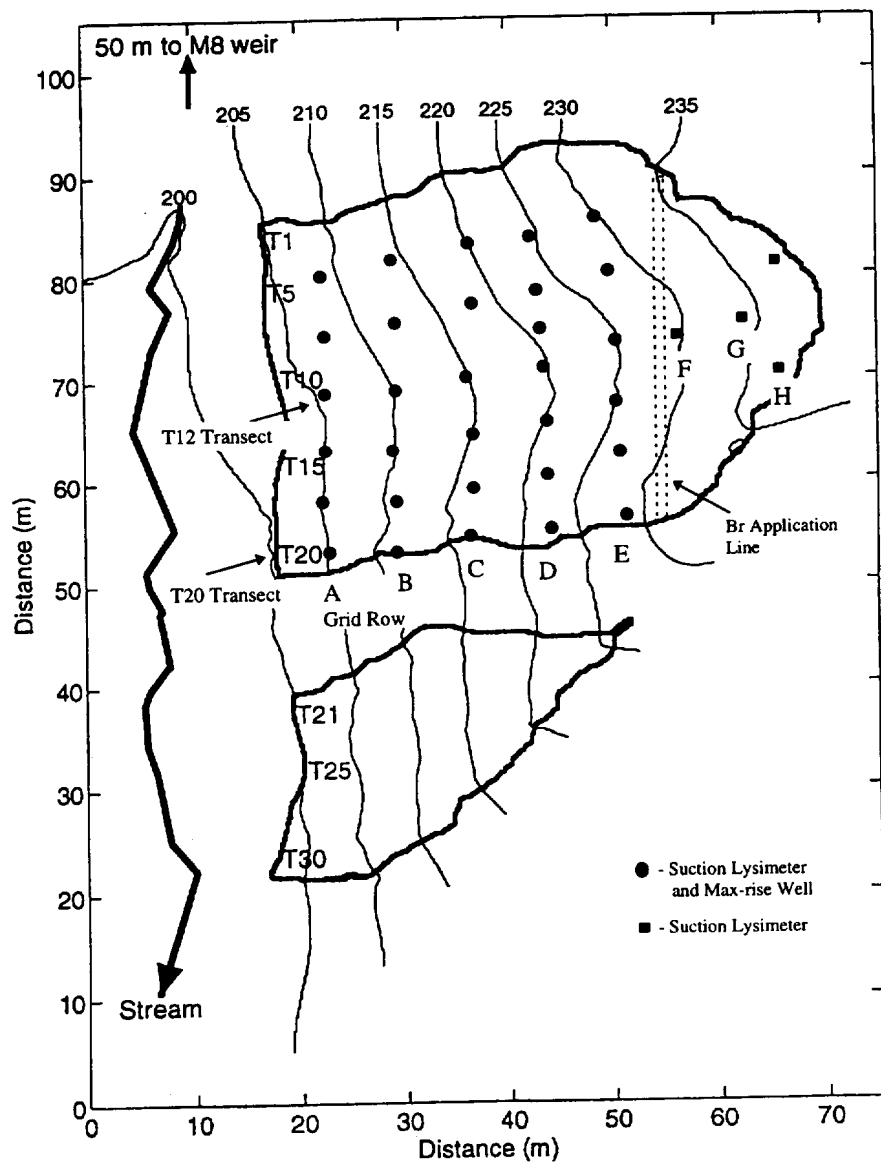 50 m to M8 weir
100
90
80
70
60
50
40
30
20
10
0
Distance (m)
205
210
215
220
225
230
235
200
T1
T5
T10
T12 Transect
T15
T20
T20 Transect
A
B
C
D
E
F
G
H
Grid Row
Br Application
Line
T21
T25
T30
- Suction Lysimeter
and Max-rise Well
- Suction Lysimeter
Stream
0
10
20
30
40
50
60
70
Distance (m)